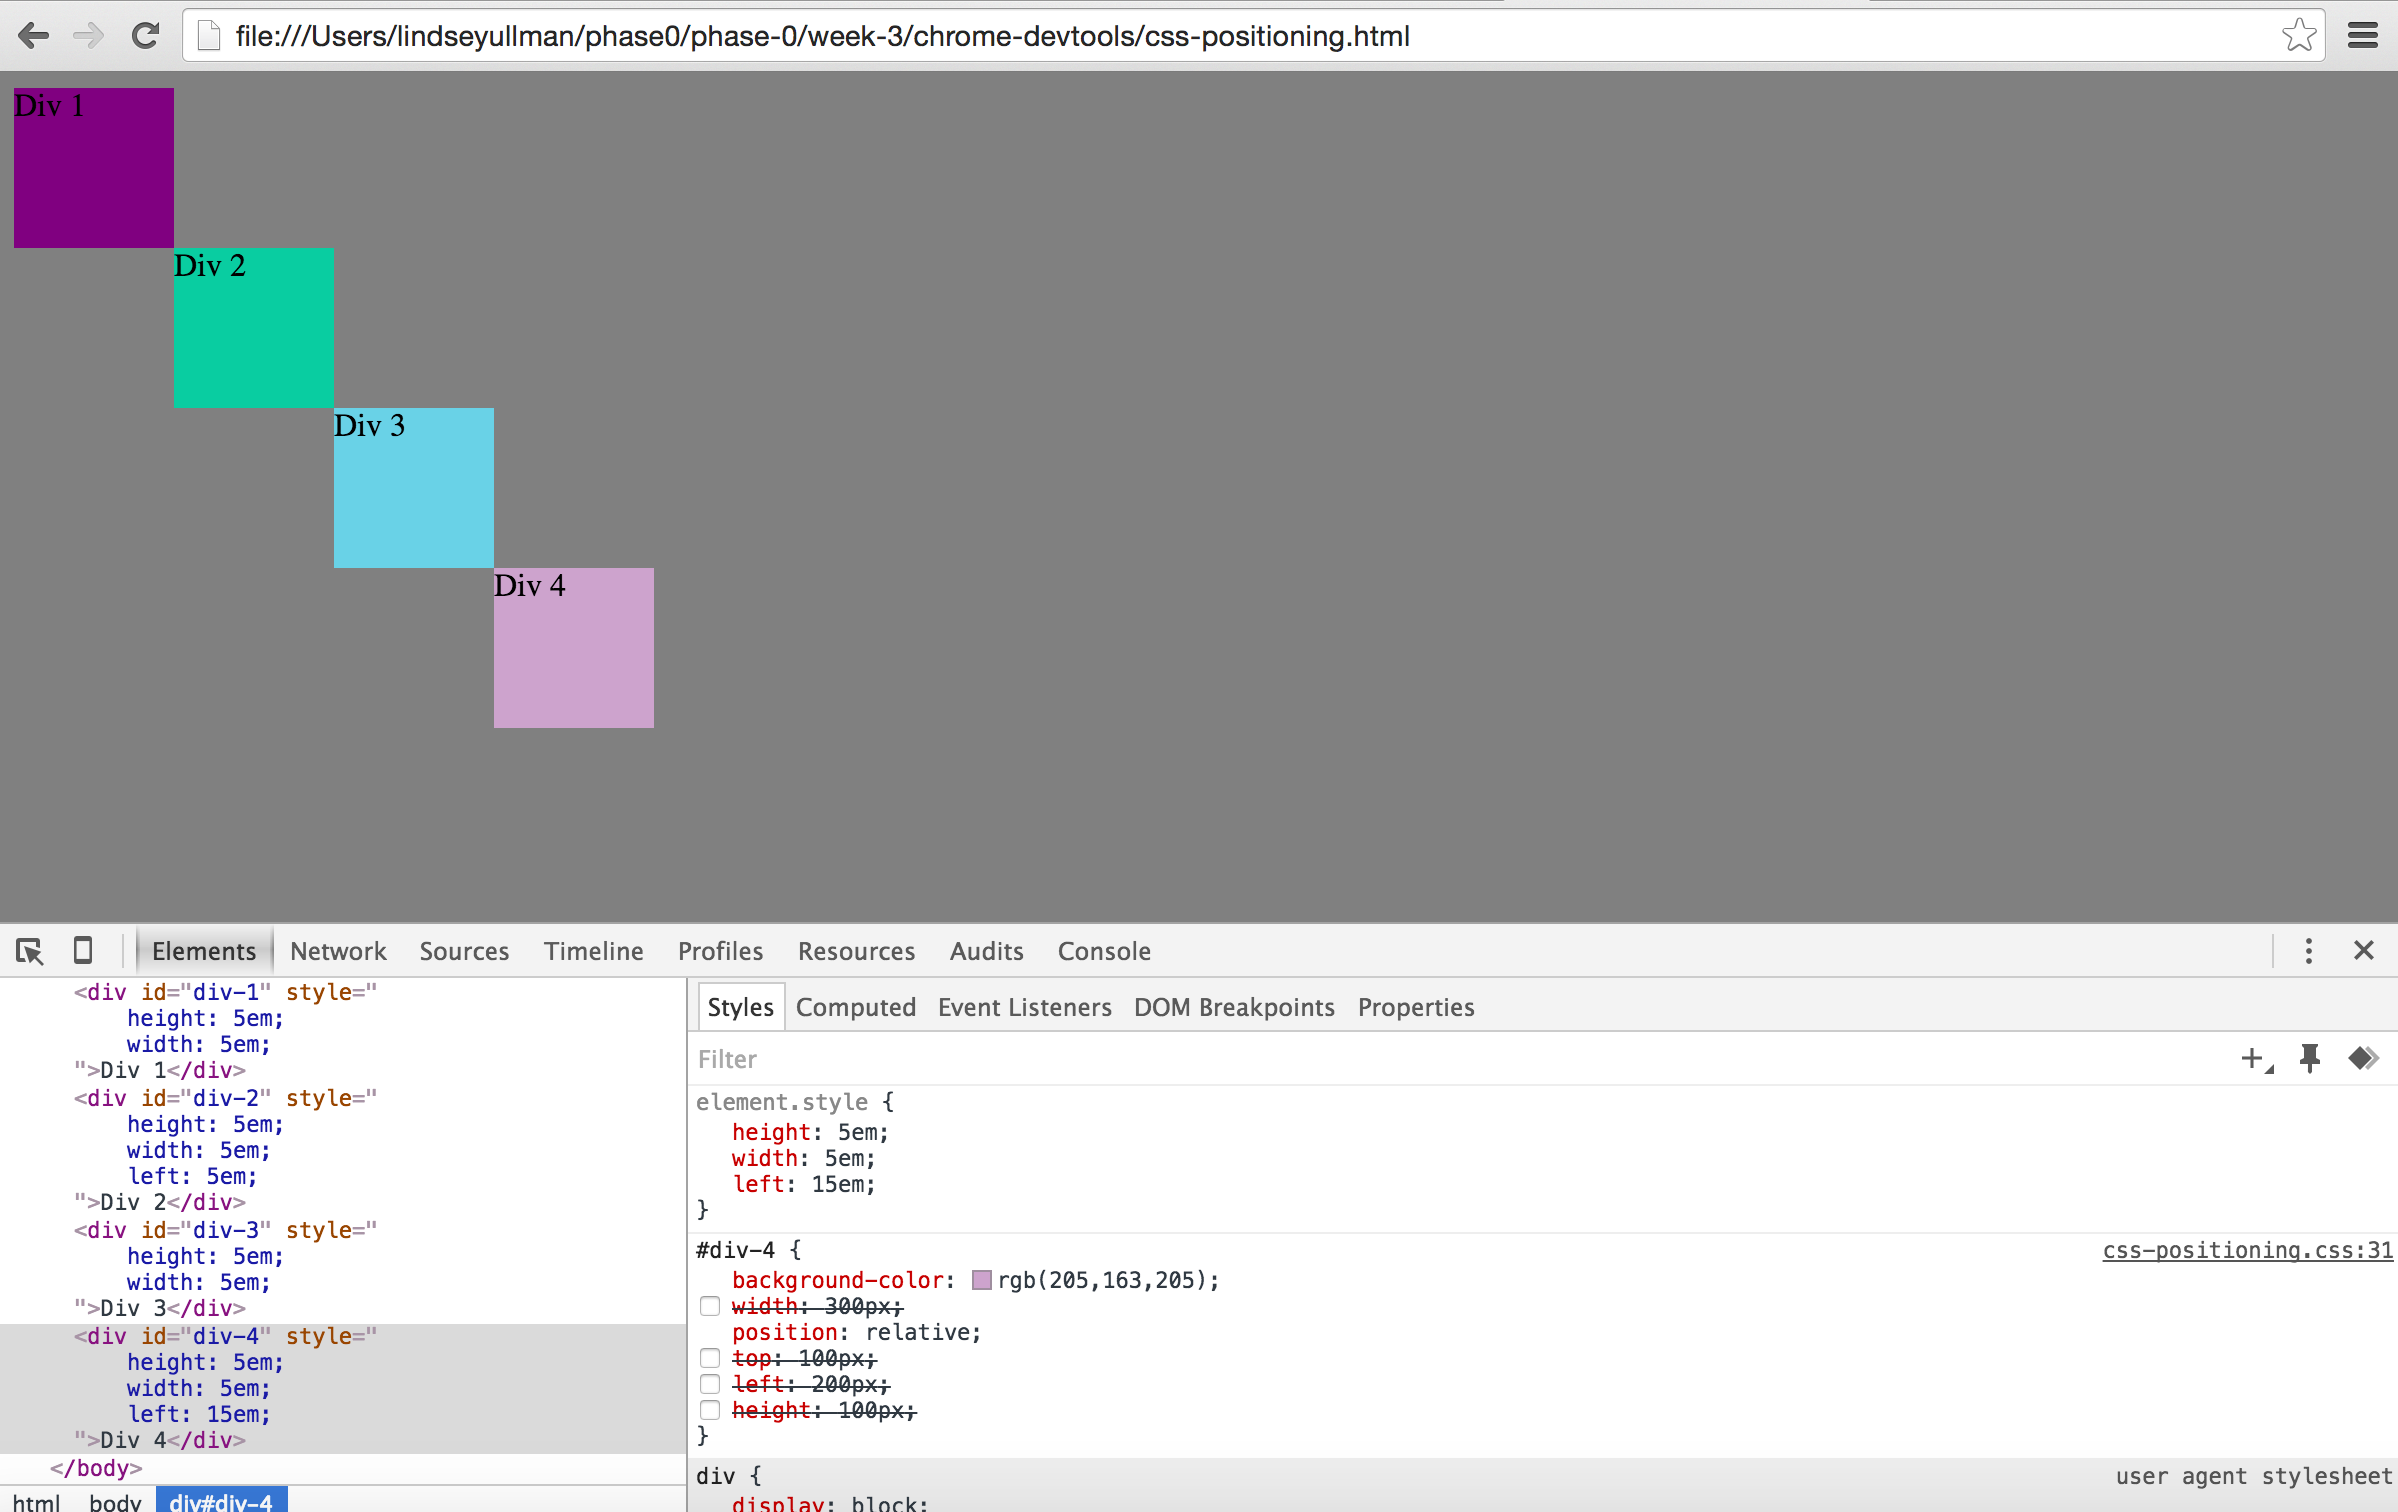 file:///Users/lindseyullman/phase0/phase-0/week-3/chrome-devtools/css-positioning.html
Div 1
Div 2
Div 3
Div 4
Elements Network Sources Timeline Profiles Resources Audits Console
<div id="div-1" style="
height: 5em;
width: 5em;
">Div 1</div>
<div id="div-2" style="
height: 5em;
width: 5em;
left: 5em;
">Div 2</div>
<div id="div-3" style="
height: 5em;
width: 5em;
">Div 3</div>
<div id="div-4" style="
height: 5em;
width: 5em;
left: 15em;
">Div 4</div>
</body>
html body div#div-4
Styles Computed Event Listeners DOM Breakpoints Properties
Filter
element.style {
height: 5em;
width: 5em;
left: 15em;
}
#div-4 { css-positioning.css:31
background-color: rgb(205,163,205);
width: 300px;
position: relative;
top: 100px;
left: 200px;
height: 100px;
}
div { user agent stylesheet
display: block;